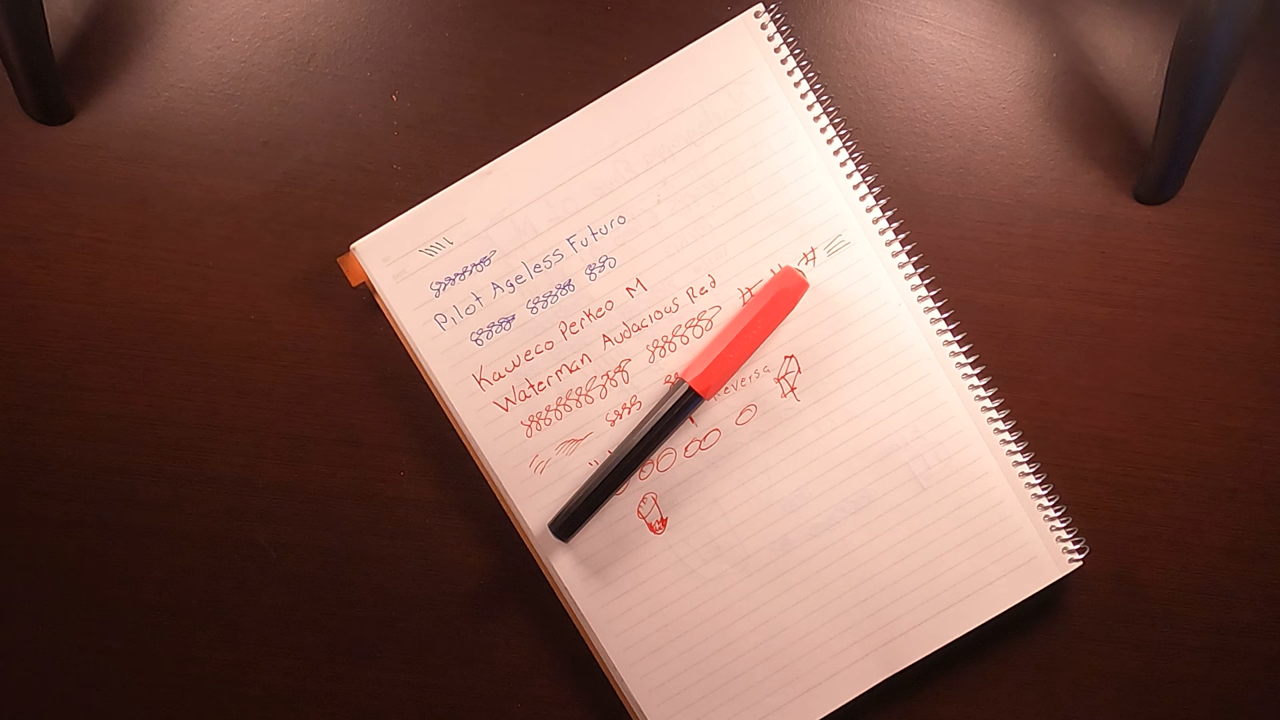 Pilot Ageless Futuro
Kaweco Perkeo M
Waterman Audacious Red
Reversa